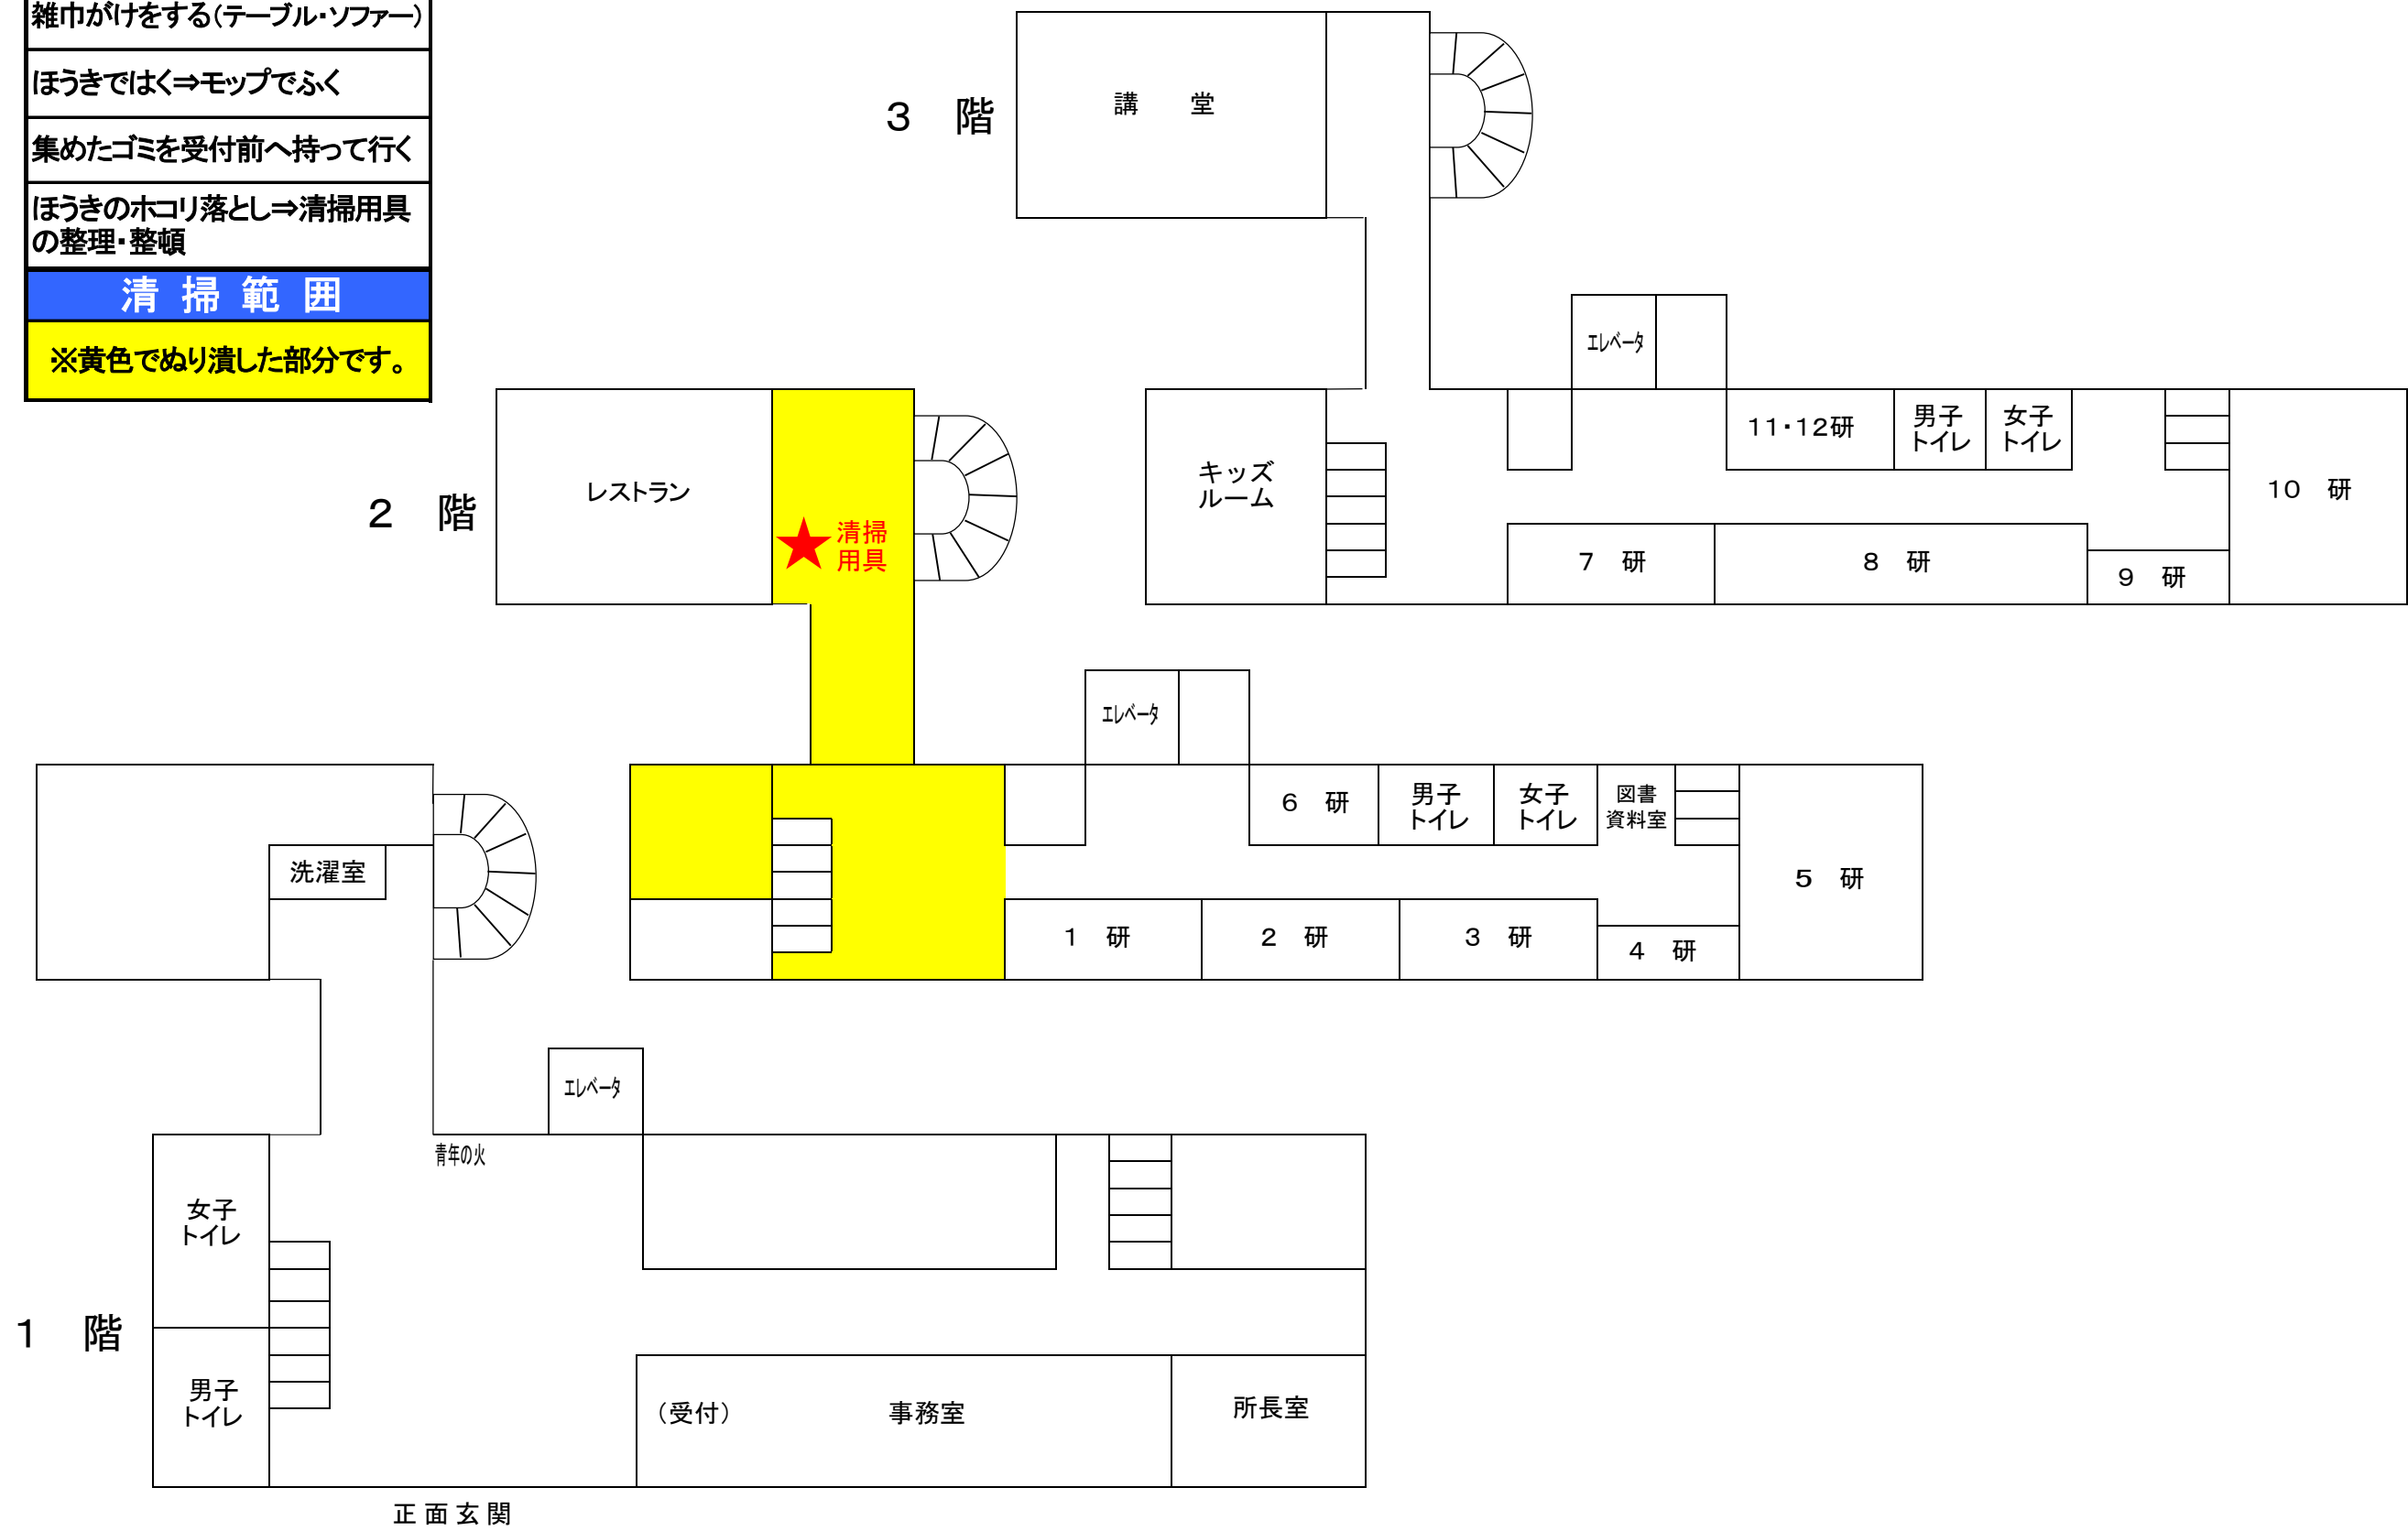 雑巾がけをする（テーブル・ソファー）
ほうきではく⇒モップでふく
集めたゴミを受付前へ持って行く
ほうきのホコリ落とし⇒清掃用具
の整理・整頓
清 掃 範 囲
※黄色でぬり潰した部分です。
３　階
講　　堂
エレベータ
キッズ
ルーム
１１・１２研
男子
トイレ
女子
トイレ
１０　研
７　研
８　研
９　研
２　階
レストラン
★清掃
用具
エレベータ
６　研
男子
トイレ
女子
トイレ
図書
資料室
５　研
１　研
２　研
３　研
４　研
洗濯室
エレベータ
青年の火
１　階
女子
トイレ
男子
トイレ
（受付）
事務室
所長室
正 面 玄 関